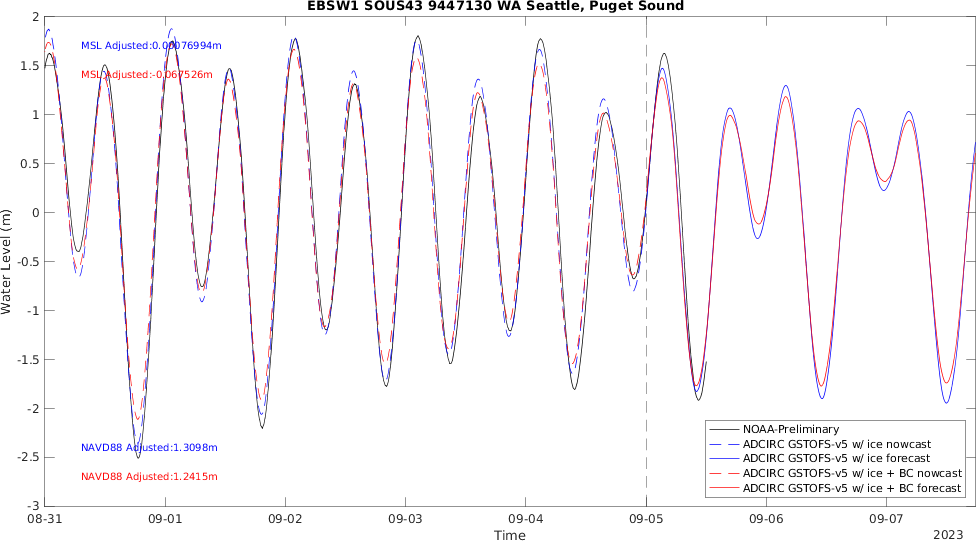 EBSW1 SOUS43 9447130 WA Seattle, Puget Sound
2
1.5
1
0.5
0
-0.5
-1
-1.5
-2
-2.5
-3
Water Level (m)
MSL Adjusted:0.00076994m
MSL Adjusted:-0.067526m
NAVD88 Adjusted:1.3098m
NAVD88 Adjusted:1.2415m
NOAA-Preliminary
ADCIRC GSTOFS-v5 w/ ice nowcast
ADCIRC GSTOFS-v5 w/ ice forecast
ADCIRC GSTOFS-v5 w/ ice + BC nowcast
ADCIRC GSTOFS-v5 w/ ice + BC forecast
08-31 09-01 09-02 09-03 09-04 09-05 09-06 09-07
Time
2023